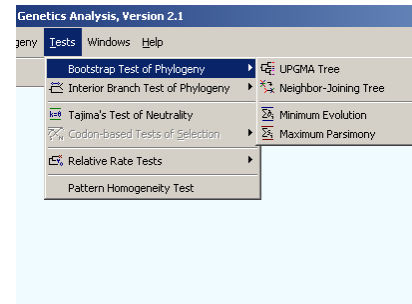 Genetics Analysis, Version 2.1
geny Tests Windows Help
Bootstrap Test of Phylogeny
Interior Branch Test of Phylogeny
Tajima's Test of Neutrality
Codon-based Tests of Selection
Relative Rate Tests
Pattern Homogeneity Test
UPGMA Tree
Neighbor-Joining Tree
Minimum Evolution
Maximum Parsimony